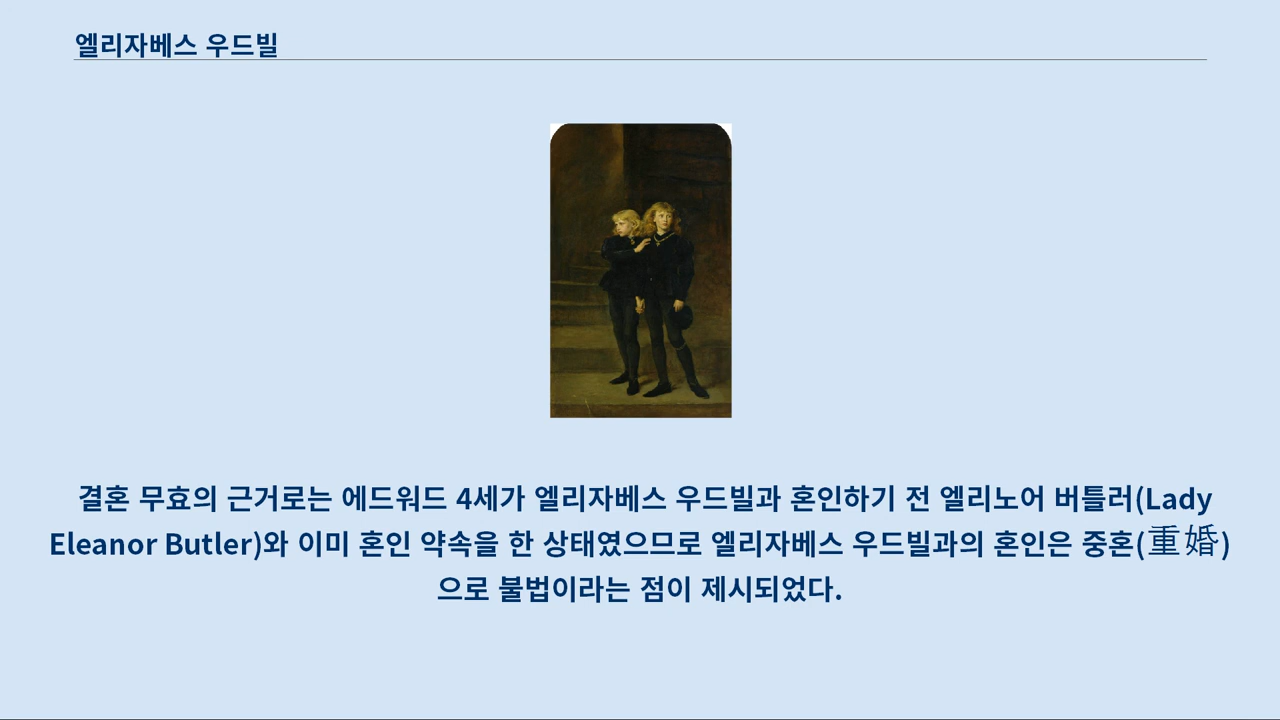 엘리자베스 우드빌
결혼 무효의 근거로는 에드워드 4세가 엘리자베스 우드빌과 혼인하기 전 엘리노어 버틀러(Lady
Eleanor Butler)와 이미 혼인 약속을 한 상태였으므로 엘리자베스 우드빌과의 혼인은 중혼(重婚)
으로 불법이라는 점이 제시되었다.